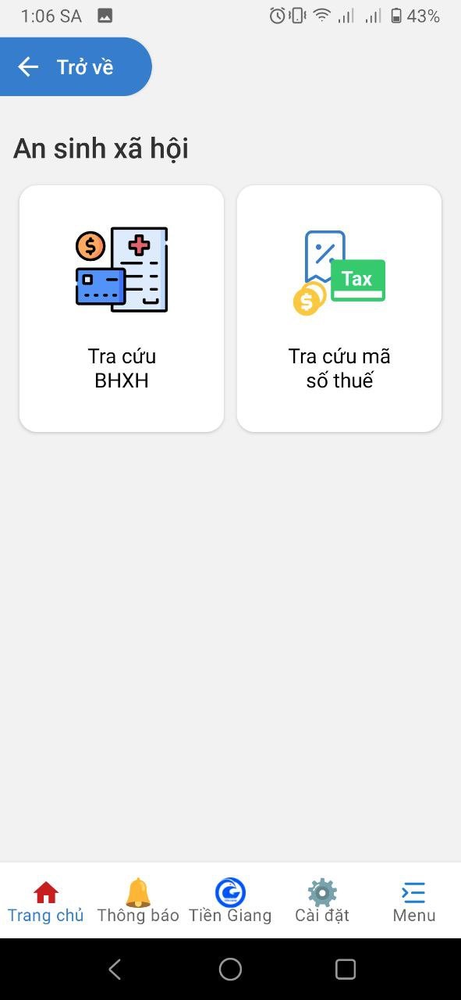 1:06 SA
43%
Trở về
An sinh xã hội
$
Tra cứu
BHXH
%
Tax
$
Tra cứu mã
số thuế
Trang chủ
Thông báo
Tiền Giang
Cài đặt
Menu